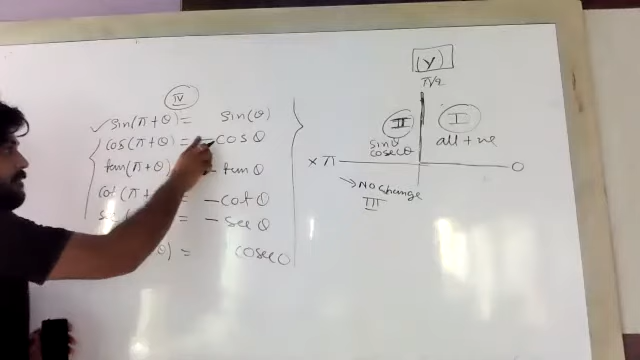 IV
✓ sin(π+θ) = sin(θ)
cos(π+θ) = - cos θ
tan(π+θ) - tan θ
cot(π+ = - cot θ
= - sec θ
θ) = cosec θ
(Y)
π/2
II
I
sinθ
cosecθ
all +ve
x π
0
→ No change
III